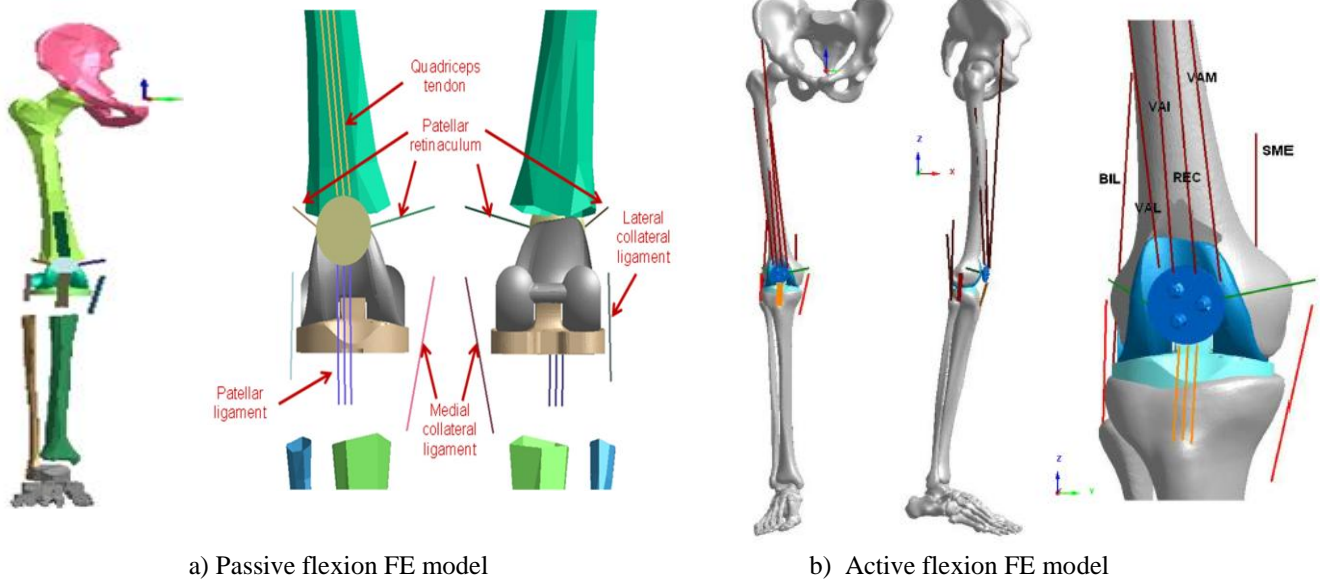 Quadriceps
tendon
Patellar
retinaculum
Lateral
collateral
ligament
Patellar
ligament
Medial
collateral
ligament
Z
X
VAM
VAI
SME
BIL
REC
VAL
Z
Y
a) Passive flexion FE model
b) Active flexion FE model